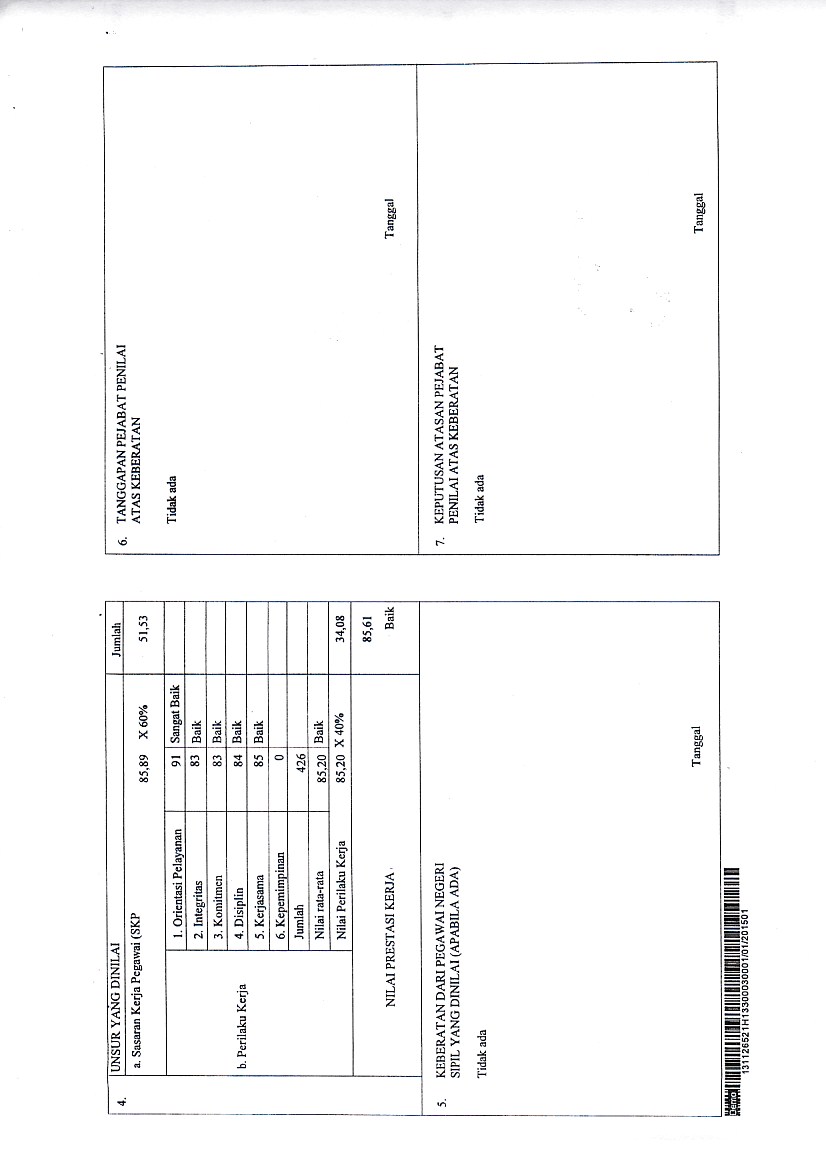 4. UNSUR YANG DINILAI Jumlah
a. Sasaran Kerja Pegawai (SKP 85,89 X 60% 51,53
b. Perilaku Kerja
1. Orientasi Pelayanan 91 Sangat Baik
2. Integritas 83 Baik
3. Komitmen 83 Baik
4. Disiplin 84 Baik
5. Kerjasama 85 Baik
6. Kepemimpinan 0
Jumlah 426
Nilai rata-rata 85,20 Baik
Nilai Perilaku Kerja 85,20 X 40% 34,08
NILAI PRESTASI KERJA 85,61
Baik
5. KEBERATAN DARI PEGAWAI NEGERI
SIPIL YANG DINILAI (APABILA ADA)
Tidak ada
Tanggal
131126521H13300030001/01/201501
6. TANGGAPAN PEJABAT PENILAI
ATAS KEBERATAN
Tidak ada
Tanggal
7. KEPUTUSAN ATASAN PEJABAT
PENILAI ATAS KEBERATAN
Tidak ada
Tanggal